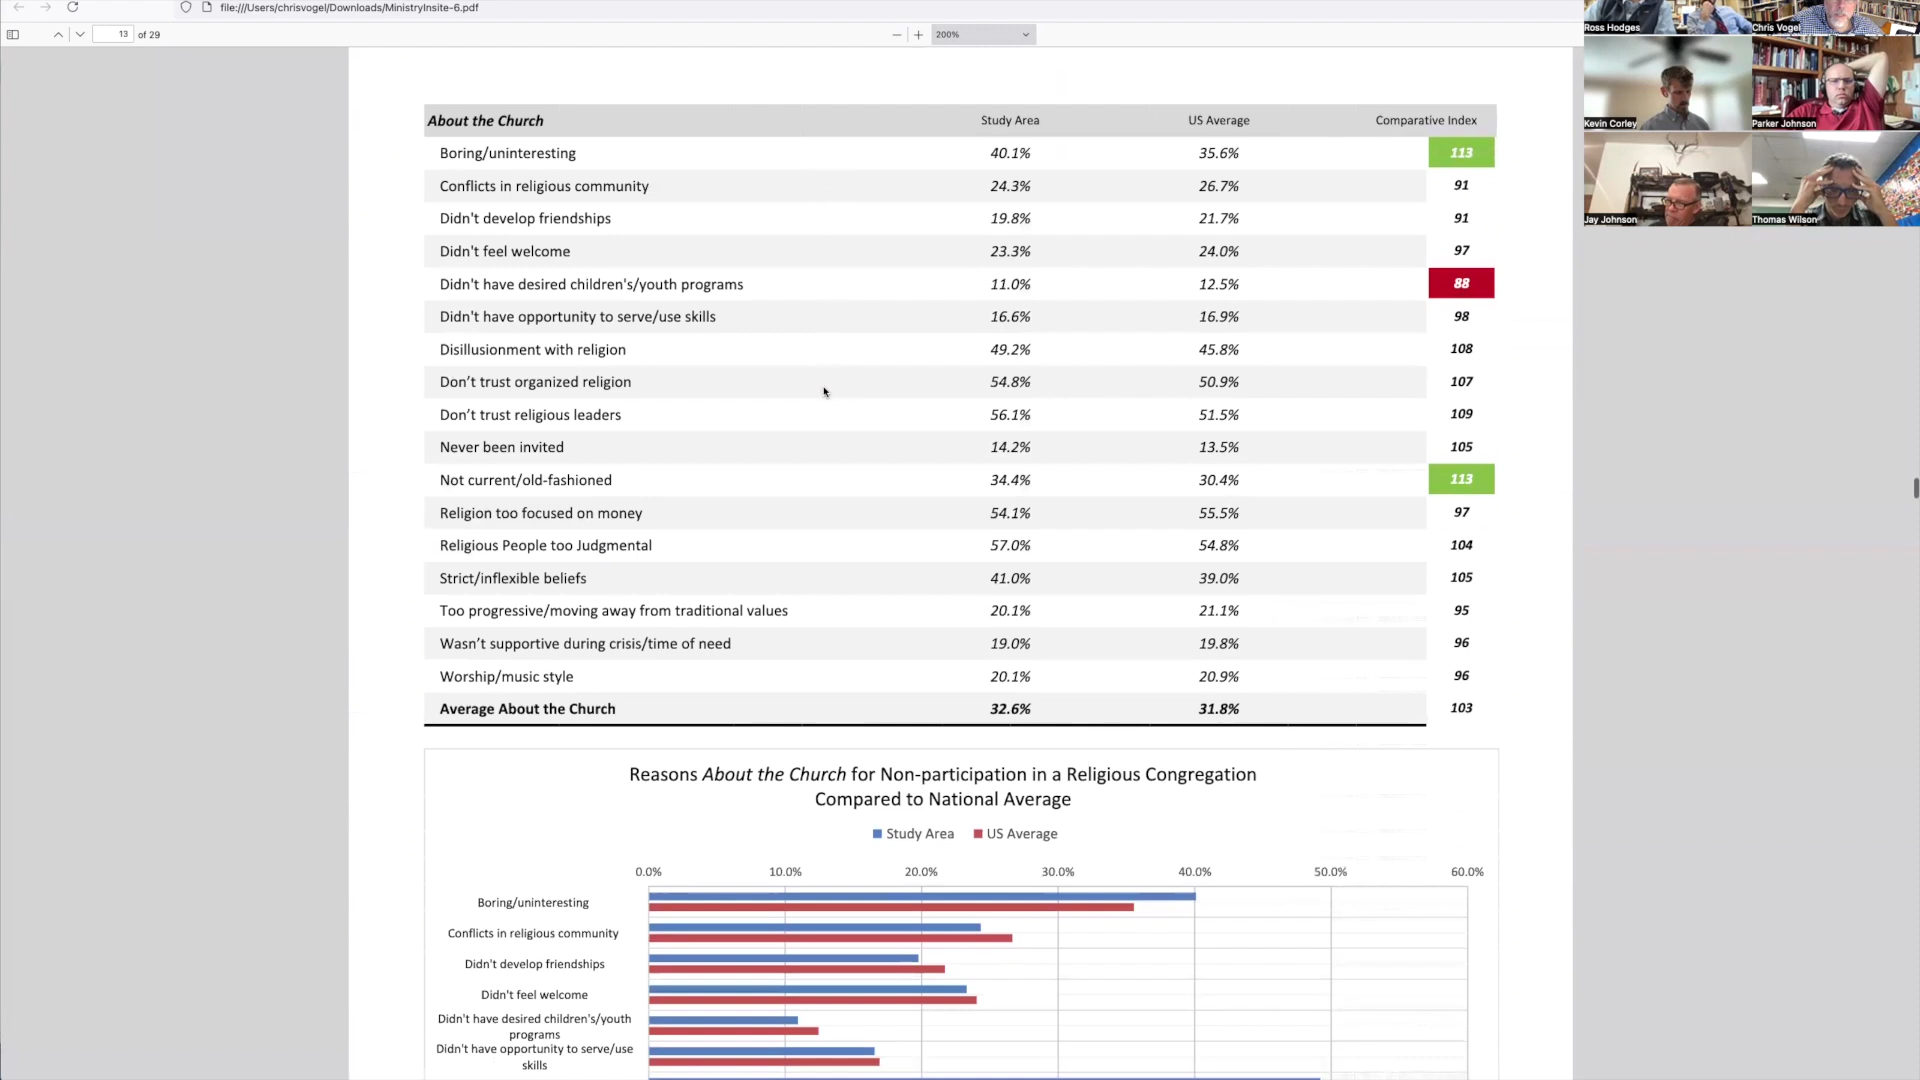 file:///Users/chrisvogel/Downloads/MinistryInsite-6.pdf
13 of 29
200%
Ross Hodges
Chris Vogel
Kevin Corley
Parker Johnson
Jay Johnson
Thomas Wilson
About the Church Study Area US Average Comparative Index
Boring/uninteresting 40.1% 35.6% 113
Conflicts in religious community 24.3% 26.7% 91
Didn't develop friendships 19.8% 21.7% 91
Didn't feel welcome 23.3% 24.0% 97
Didn't have desired children's/youth programs 11.0% 12.5% 88
Didn't have opportunity to serve/use skills 16.6% 16.9% 98
Disillusionment with religion 49.2% 45.8% 108
Don’t trust organized religion 54.8% 50.9% 107
Don’t trust religious leaders 56.1% 51.5% 109
Never been invited 14.2% 13.5% 105
Not current/old-fashioned 34.4% 30.4% 113
Religion too focused on money 54.1% 55.5% 97
Religious People too Judgmental 57.0% 54.8% 104
Strict/inflexible beliefs 41.0% 39.0% 105
Too progressive/moving away from traditional values 20.1% 21.1% 95
Wasn’t supportive during crisis/time of need 19.0% 19.8% 96
Worship/music style 20.1% 20.9% 96
Average About the Church 32.6% 31.8% 103
Reasons About the Church for Non-participation in a Religious Congregation
Compared to National Average
Study Area US Average
0.0% 10.0% 20.0% 30.0% 40.0% 50.0% 60.0%
Boring/uninteresting
Conflicts in religious community
Didn't develop friendships
Didn't feel welcome
Didn't have desired children's/youth
programs
Didn't have opportunity to serve/use
skills